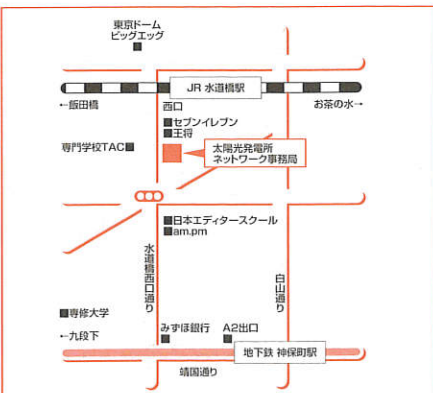 東京ドーム
ビッグエッグ
JR 水道橋駅
←飯田橋
西口
お茶の水→
■セブンイレブン
■王将
専門学校TAC■
太陽光発電所
ネットワーク事務局
■日本エディタースクール
■am.pm
水道橋西口通り
白山通り
■専修大学
←九段下
みずほ銀行
A2出口
地下鉄 神保町駅
靖国通り